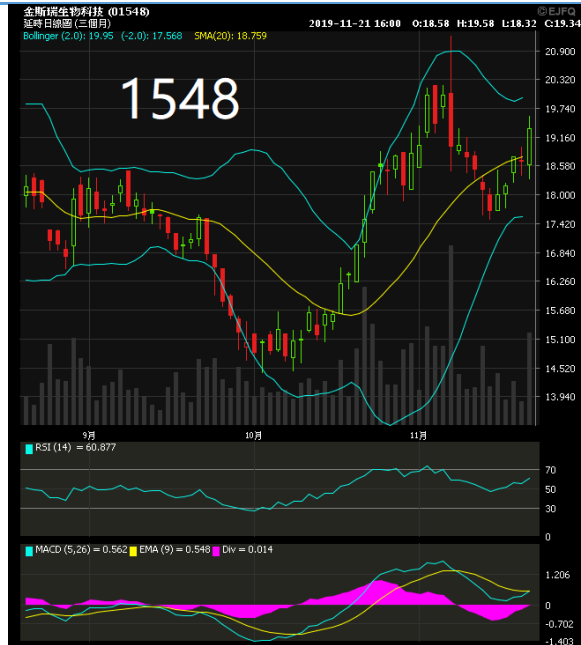 金斯瑞生物科技 (01548)
©EJFQ
延時日線圖 (三個月)
2019-11-21 16:00 O:18.58 H:19.58 L:18.32 C:19.34
Bollinger (2.0): 19.95 (-2.0): 17.568 SMA(20): 18.759
1548
20.900
20.320
19.740
19.160
18.580
18.000
17.420
16.840
16.260
15.680
15.100
14.520
13.940
9月 10月 11月
RSI (14) = 60.877
70
50
30
0
MACD (5,26) = 0.562 EMA (9) = 0.548 Div = 0.014
1.206
0
-0.702
-1.403